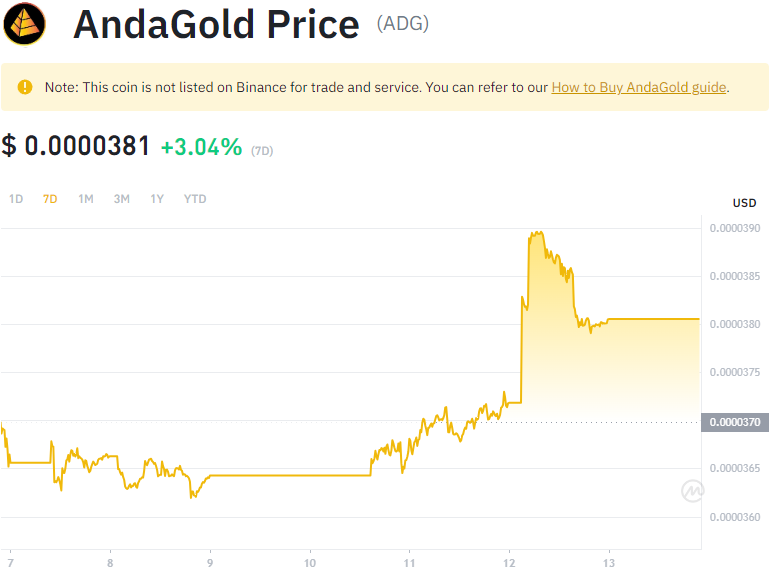 AndaGold Price (ADG)
Note: This coin is not listed on Binance for trade and service. You can refer to our How to Buy AndaGold guide.
$ 0.0000381 +3.04% (7D)
1D 7D 1M 3M 1Y YTD
USD
0.0000390
0.0000385
0.0000380
0.0000375
0.0000370
0.0000365
0.0000360
7 8 9 10 11 12 13